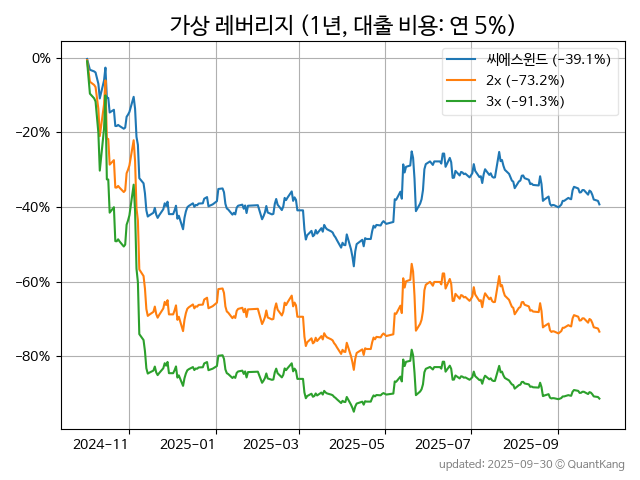 가상 레버리지 (1년, 대출 비용: 연 5%)
씨에스윈드 (−39.1%)
2x (−73.2%)
3x (−91.3%)
0%
−20%
−40%
−60%
−80%
2024-11 2025-01 2025-03 2025-05 2025-07 2025-09
updated: 2025-09-30 © QuantKang